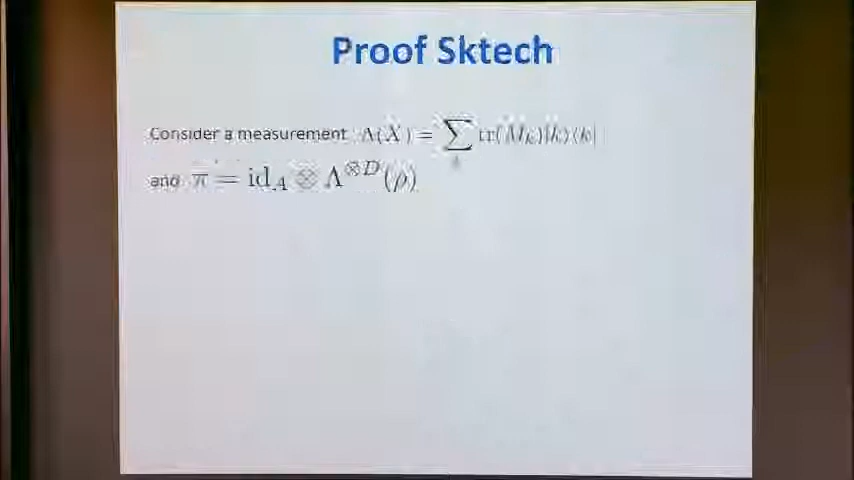 Proof Sktech
Consider a measurement Λ(X) = ∑ tr(M_k)|k⟩⟨k|
and π = id_A ⊗ Λ^{⊗D}(ρ)